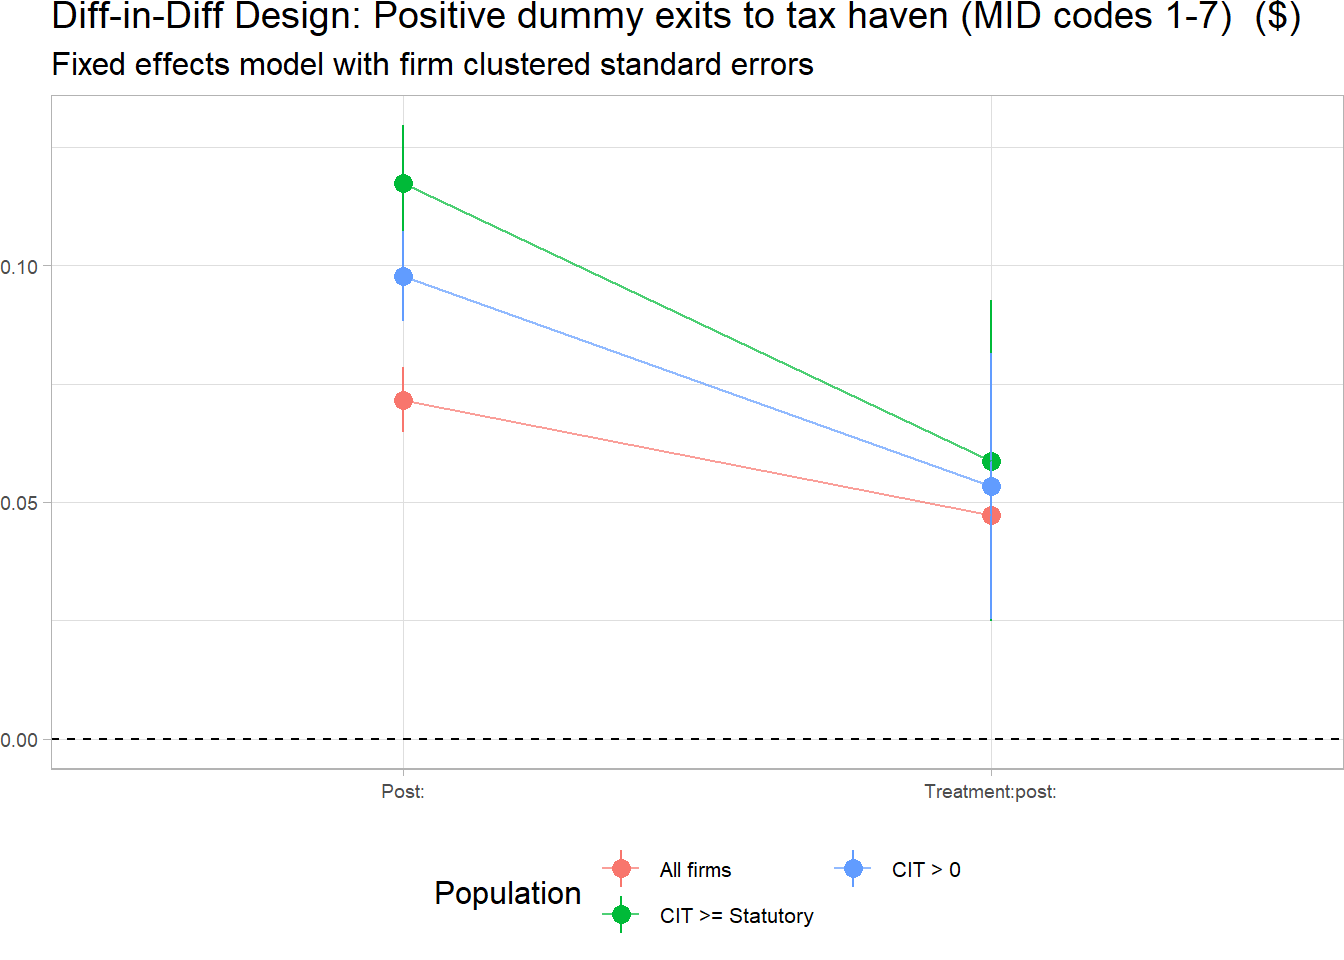 Diff-in-Diff Design: Positive dummy exits to tax haven (MID codes 1-7)  ($)
Fixed effects model with firm clustered standard errors
0.10
0.05
0.00
Post:
Treatment:post:
Population
All firms
CIT > 0
CIT >= Statutory